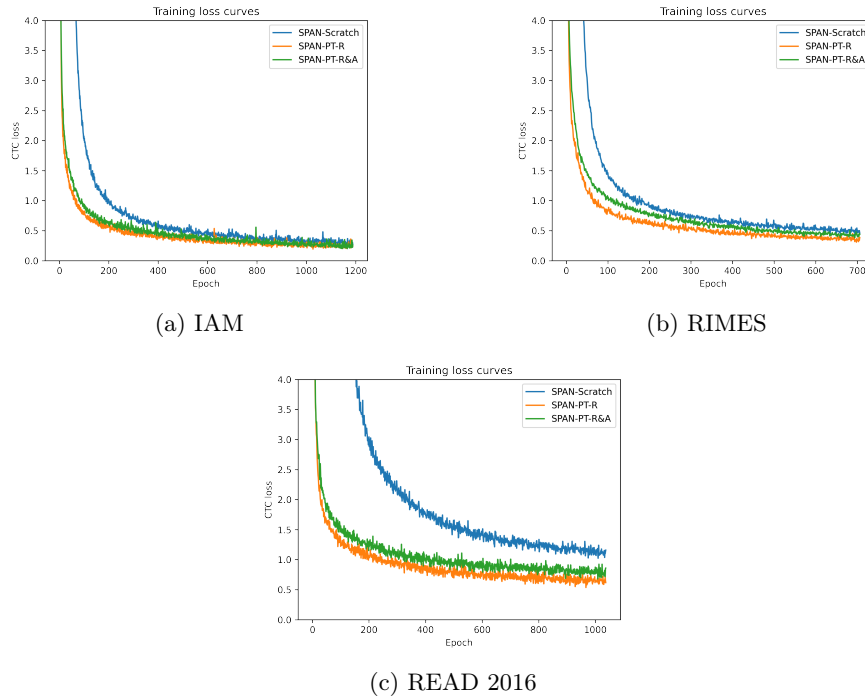 Training loss curves
4.0
3.5
3.0
2.5
2.0
1.5
1.0
0.5
0.0
CTC loss
0 200 400 600 800 1000 1200
Epoch
SPAN-Scratch
SPAN-PT-R
SPAN-PT-R&A
(a) IAM
Training loss curves
4.0
3.5
3.0
2.5
2.0
1.5
1.0
0.5
0.0
CTC loss
0 100 200 300 400 500 600 700
Epoch
SPAN-Scratch
SPAN-PT-R
SPAN-PT-R&A
(b) RIMES
Training loss curves
4.0
3.5
3.0
2.5
2.0
1.5
1.0
0.5
0.0
CTC loss
0 200 400 600 800 1000
Epoch
SPAN-Scratch
SPAN-PT-R
SPAN-PT-R&A
(c) READ 2016